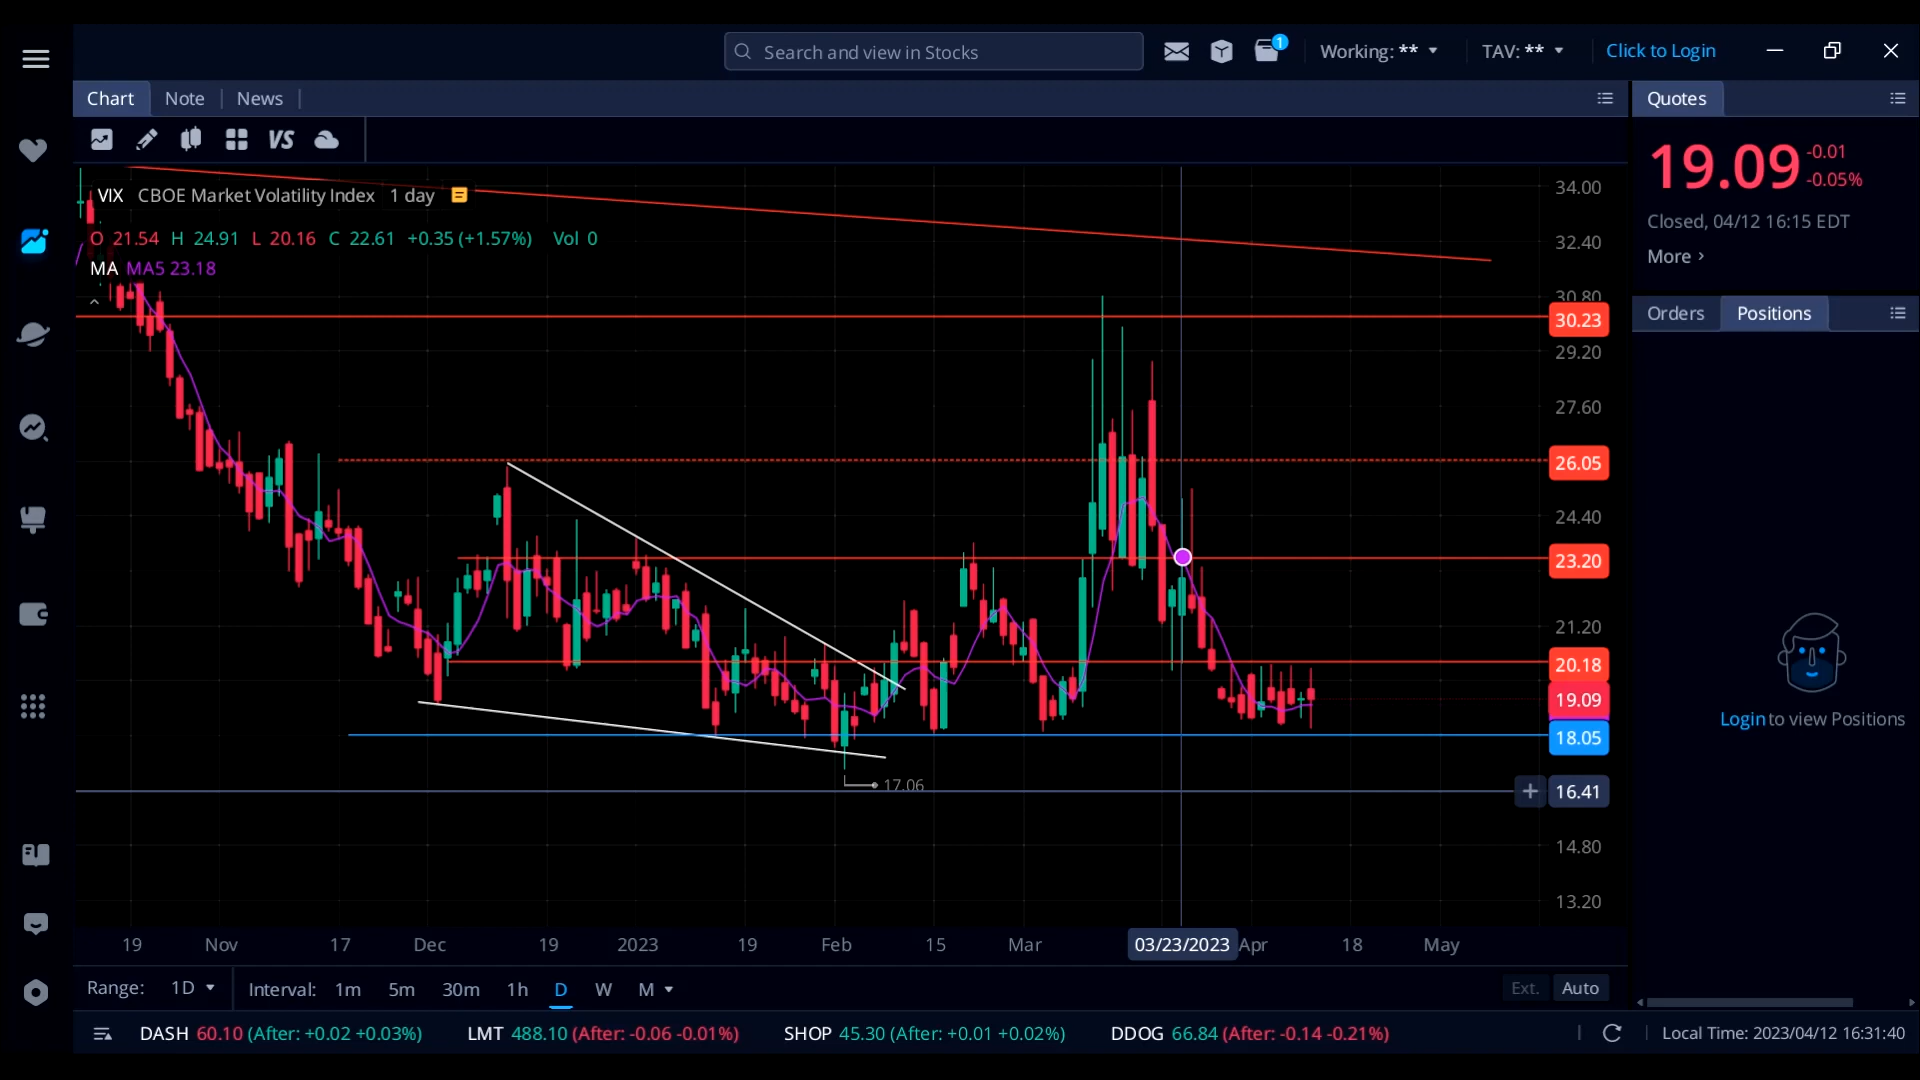 Search and view in Stocks
1
Working: **
TAV: **
Click to Login
Chart
Note
News
Quotes
VS
VIX CBOE Market Volatility Index 1 day
O 21.54 H 24.91 L 20.16 C 22.61 +0.35 (+1.57%) Vol 0
MA MA5 23.18
34.00
32.40
30.80
30.23
29.20
27.60
26.05
24.40
23.20
21.20
20.18
19.09
18.05
17.06
16.41
14.80
13.20
19 Nov 17 Dec 19 2023 19 Feb 15 Mar 03/23/2023 Apr 18 May
Range: 1D
Interval: 1m 5m 30m 1h D W M
Ext. Auto
19.09
-0.01
-0.05%
Closed, 04/12 16:15 EDT
More
Orders
Positions
Login to view Positions
DASH 60.10 (After: +0.02 +0.03%)
LMT 488.10 (After: -0.06 -0.01%)
SHOP 45.30 (After: +0.01 +0.02%)
DDOG 66.84 (After: -0.14 -0.21%)
Local Time: 2023/04/12 16:31:40